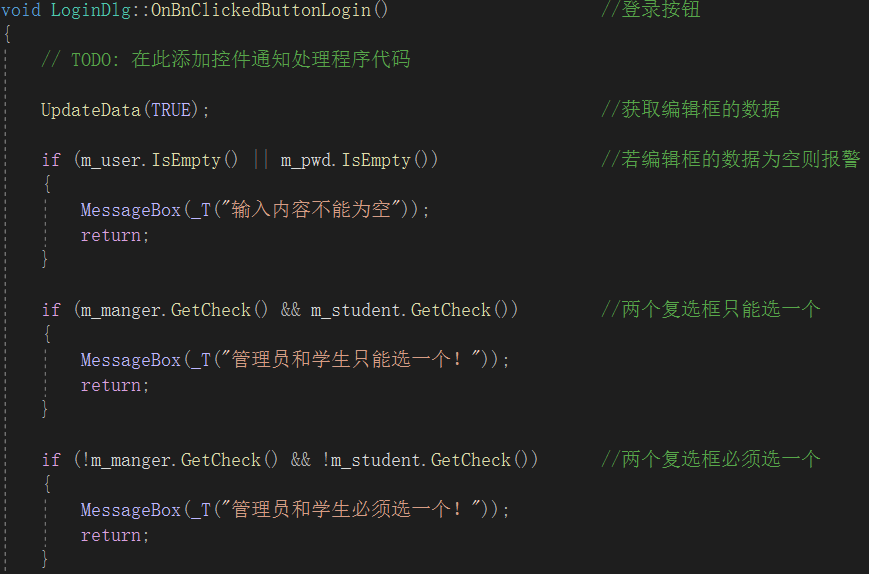 void LoginDlg::OnBnClickedButtonLogin() //登录按钮
{
// TODO: 在此添加控件通知处理程序代码
UpdateData(TRUE); //获取编辑框的数据
if (m_user.IsEmpty() || m_pwd.IsEmpty()) //若编辑框的数据为空则报警
{
MessageBox(_T("输入内容不能为空"));
return;
}
if (m_manger.GetCheck() && m_student.GetCheck()) //两个复选框只能选一个
{
MessageBox(_T("管理员和学生只能选一个！"));
return;
}
if (!m_manger.GetCheck() && !m_student.GetCheck()) //两个复选框必须选一个
{
MessageBox(_T("管理员和学生必须选一个！"));
return;
}